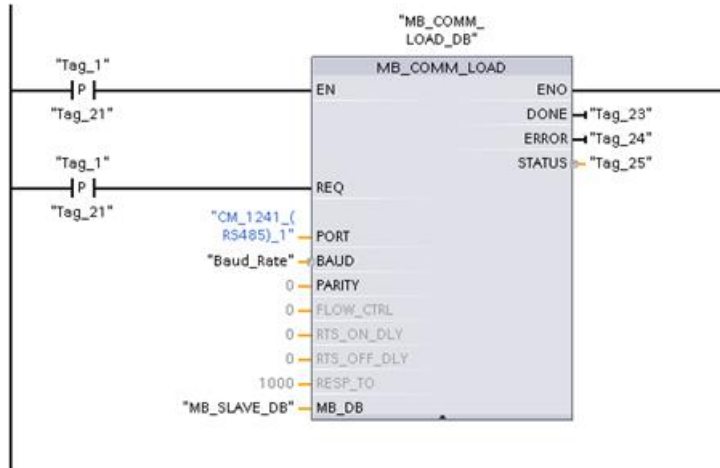 "MB_COMM_
LOAD_DB"
MB_COMM_LOAD
"Tag_1"
P
"Tag_21"
EN
ENO
DONE
"Tag_23"
ERROR
"Tag_24"
STATUS
"Tag_25"
"Tag_1"
P
"Tag_21"
REQ
"CM_1241_(
RS485)_1"
PORT
"Baud_Rate"
BAUD
0
PARITY
0
FLOW_CTRL
0
RTS_ON_DLY
0
RTS_OFF_DLY
1000
RESP_TO
"MB_SLAVE_DB"
MB_DB